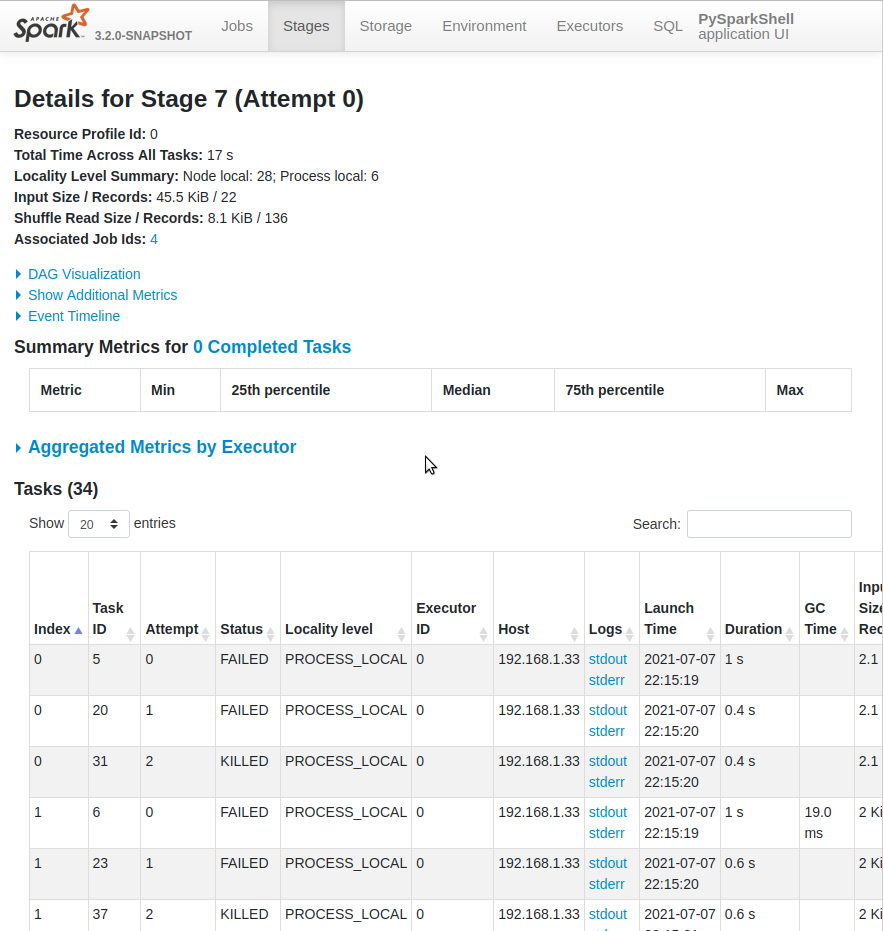 APACHE
Spark 3.2.0-SNAPSHOT Jobs Stages Storage Environment Executors SQL PySparkShell application UI
Details for Stage 7 (Attempt 0)
Resource Profile Id: 0
Total Time Across All Tasks: 17 s
Locality Level Summary: Node local: 28; Process local: 6
Input Size / Records: 45.5 KiB / 22
Shuffle Read Size / Records: 8.1 KiB / 136
Associated Job Ids: 4
DAG Visualization
Show Additional Metrics
Event Timeline
Summary Metrics for 0 Completed Tasks
Metric Min 25th percentile Median 75th percentile Max
Aggregated Metrics by Executor
Tasks (34)
Show 20 entries Search:
Index Task ID Attempt Status Locality level Executor ID Host Logs Launch Time Duration GC Time
0 5 0 FAILED PROCESS_LOCAL 0 192.168.1.33 stdout 2021-07-07 1 s 2.1
stderr 22:15:19
0 20 1 FAILED PROCESS_LOCAL 0 192.168.1.33 stdout 2021-07-07 0.4 s 2.1
stderr 22:15:20
0 31 2 KILLED PROCESS_LOCAL 0 192.168.1.33 stdout 2021-07-07 0.4 s 2.1
stderr 22:15:20
1 6 0 FAILED PROCESS_LOCAL 0 192.168.1.33 stdout 2021-07-07 1 s 19.0 2
stderr 22:15:19 ms
1 23 1 FAILED PROCESS_LOCAL 0 192.168.1.33 stdout 2021-07-07 0.6 s 2
stderr 22:15:20
1 37 2 KILLED PROCESS_LOCAL 0 192.168.1.33 stdout 2021-07-07 0.6 s 2